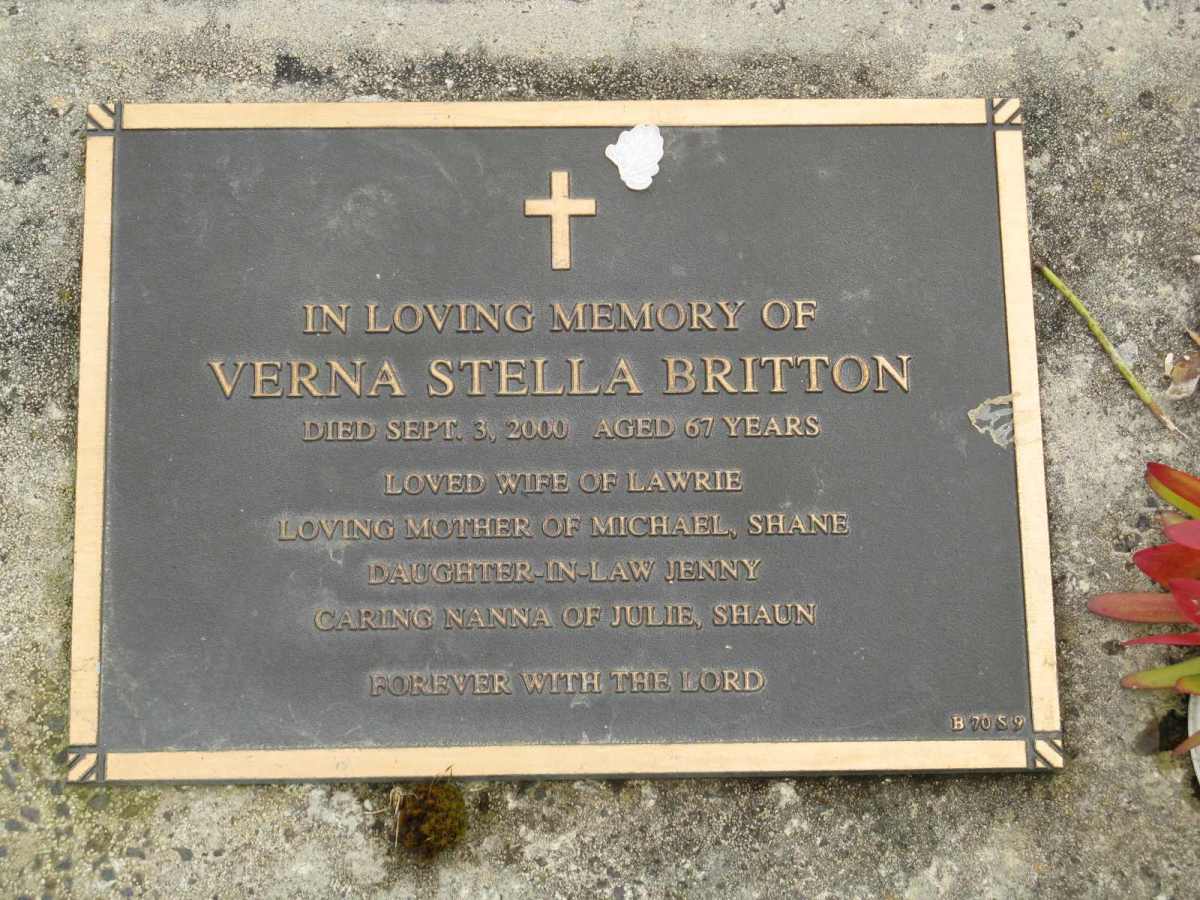 IN LOVING MEMORY OF
VERNA STELLA BRITTON
DIED SEPT. 3, 2000 AGED 67 YEARS
LOVED WIFE OF LAWRIE
LOVING MOTHER OF MICHAEL, SHANE
DAUGHTER-IN-LAW JENNY
CARING NANNA OF JULIE, SHAUN
FOREVER WITH THE LORD
B 70 S 9